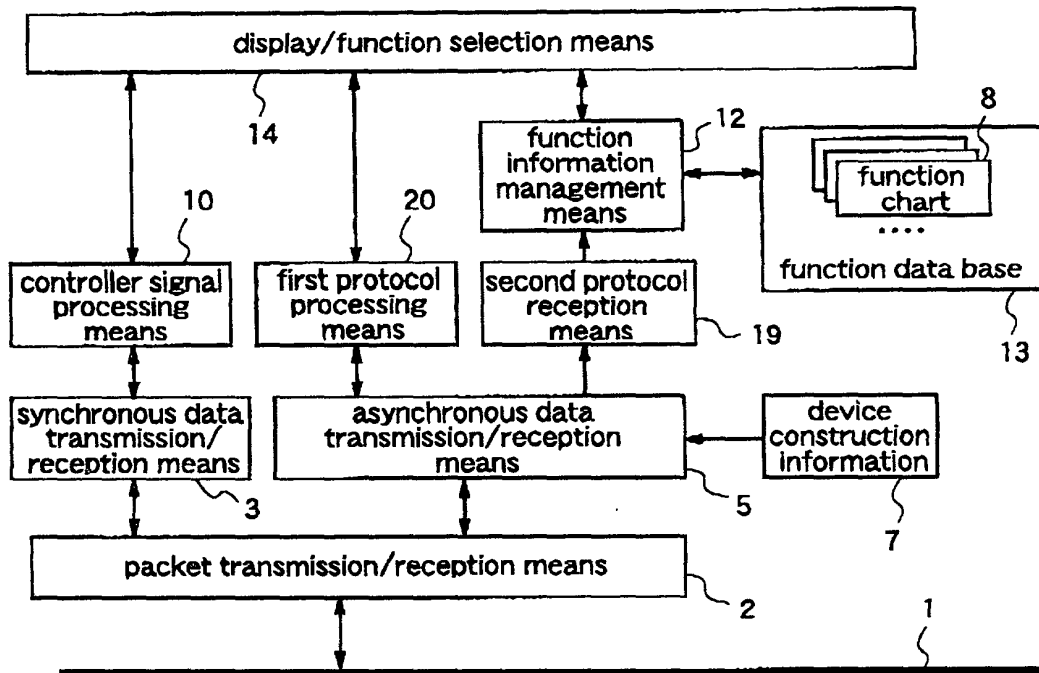 display/function selection means
14
function
information
management
means
12
8
function
chart
....
function data base
13
10
controller signal
processing
means
20
first protocol
processing
means
second protocol
reception
means
19
synchronous data
transmission/
reception means
3
asynchronous data
transmission/reception
means
5
device
construction
information
7
packet transmission/reception means
2
1